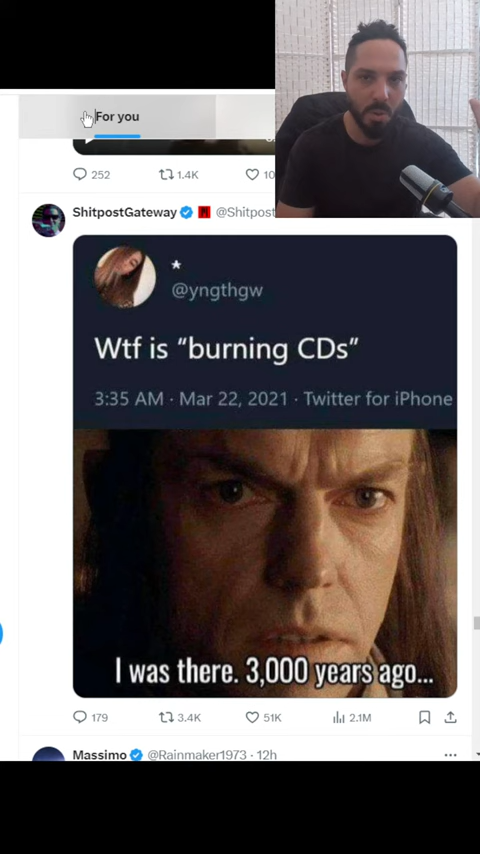 For you
252 1.4K 10
ShitpostGateway @Shitpost
*
@yngthgw
Wtf is “burning CDs”
3:35 AM · Mar 22, 2021 · Twitter for iPhone
I was there. 3,000 years ago...
179 3.4K 51K 2.1M
Massimo @Rainmaker1973 · 12h